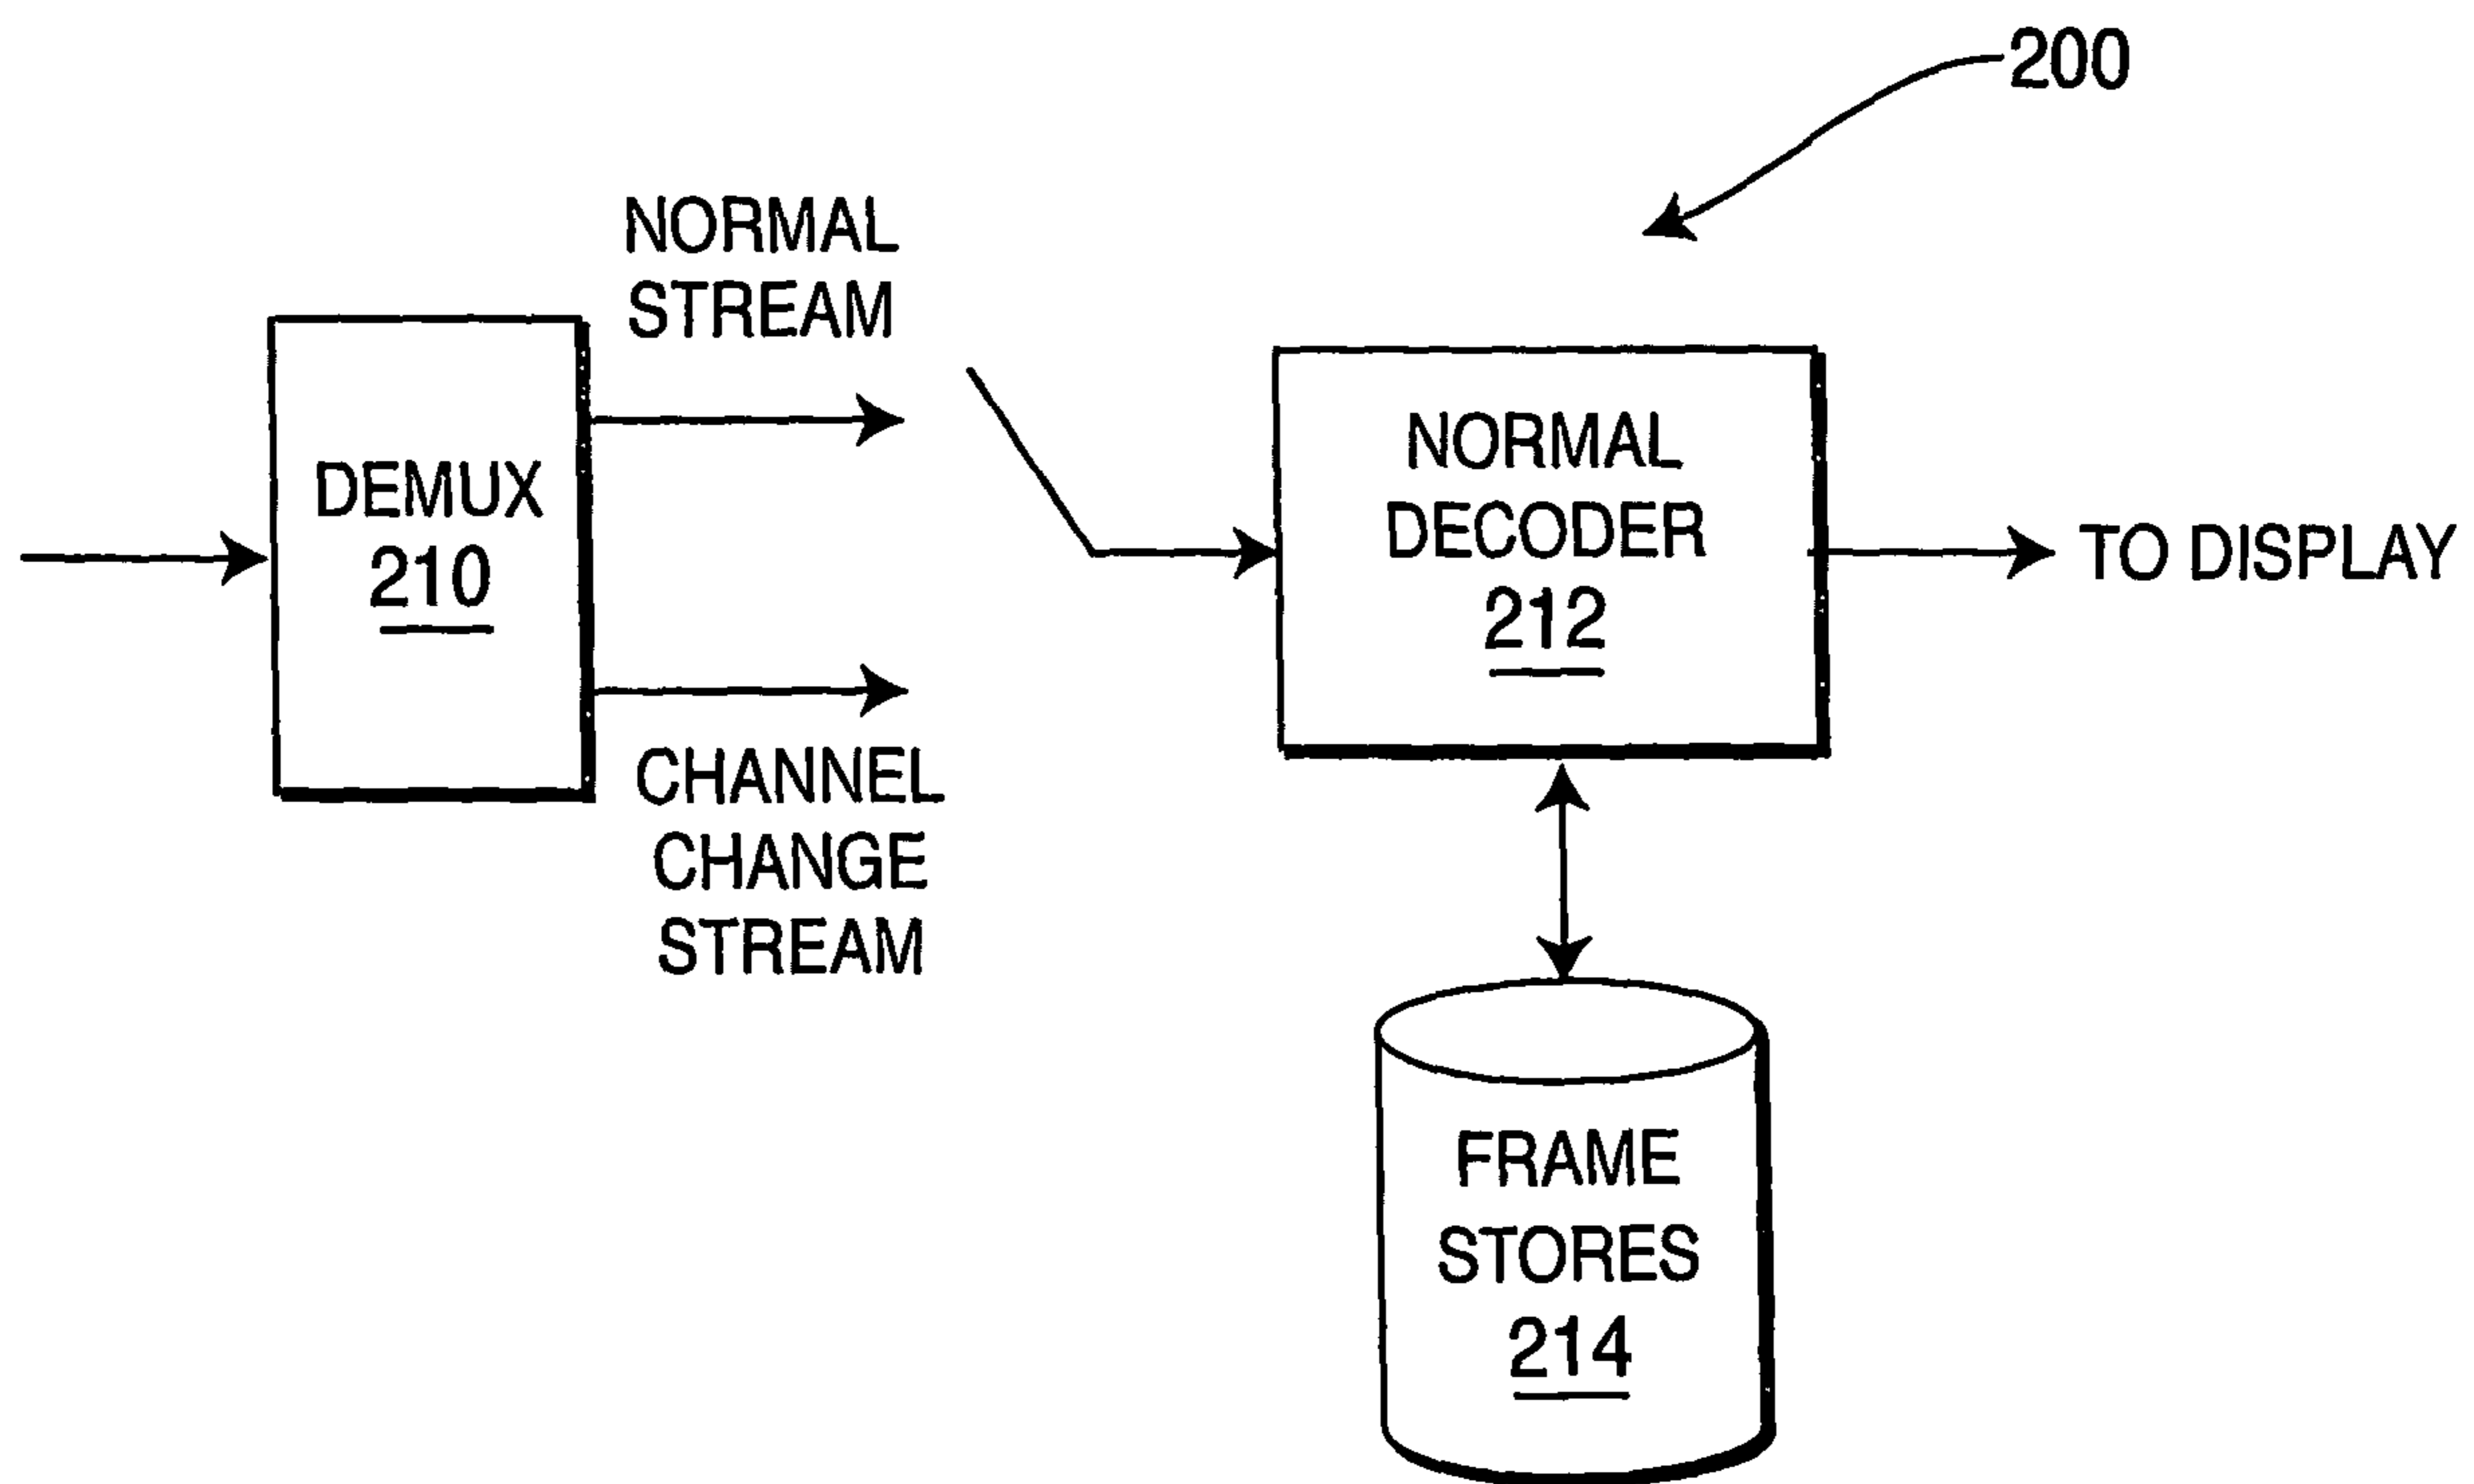 200
NORMAL
STREAM
DEMUX
210
CHANNEL
CHANGE
STREAM
NORMAL
DECODER
212
TO DISPLAY
FRAME
STORES
214